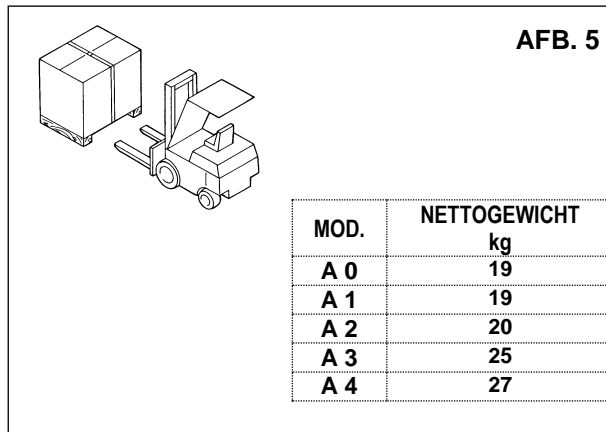 AFB. 5
MOD. NETTOGEWICHT
kg
A 0 19
A 1 19
A 2 20
A 3 25
A 4 27